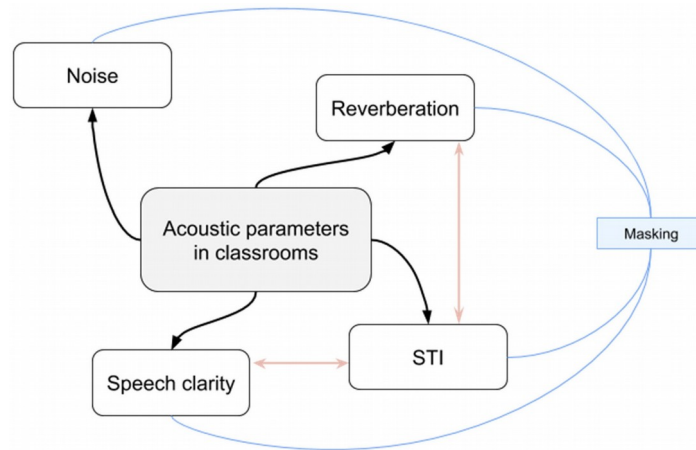 Noise
Reverberation
Acoustic parameters
in classrooms
Masking
STI
Speech clarity